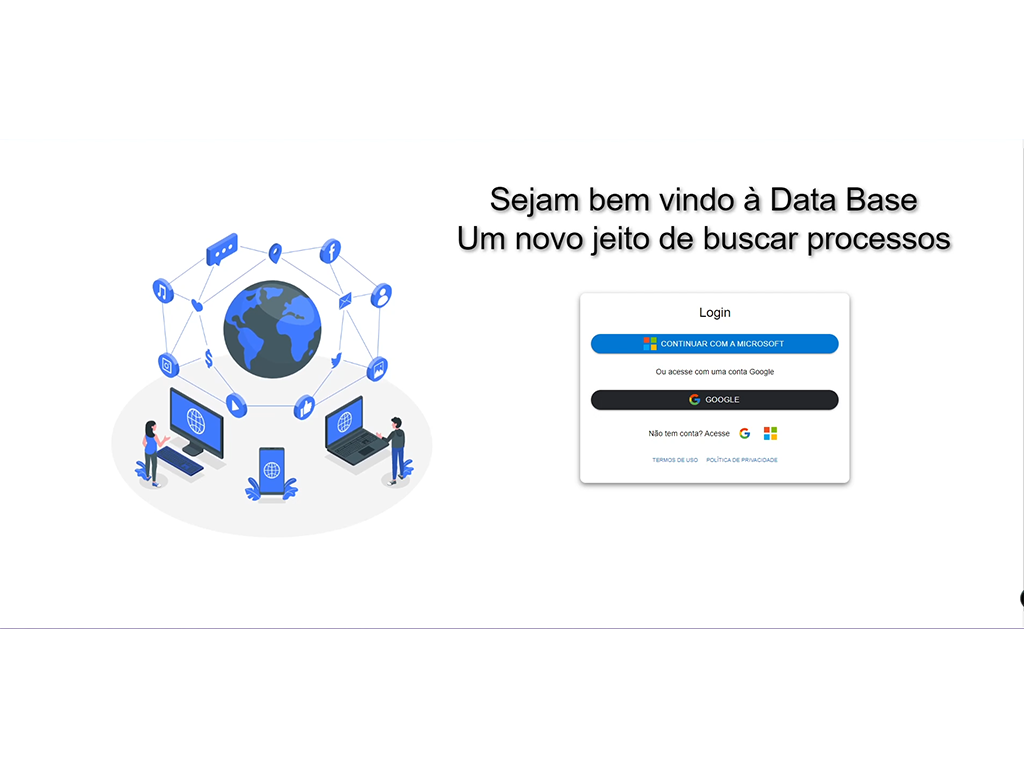 Sejam bem vindo à Data Base
Um novo jeito de buscar processos
Login
CONTINUAR COM A MICROSOFT
Ou acesse com uma conta Google
GOOGLE
Não tem conta? Acesse
TERMOS DE USO POLÍTICA DE PRIVACIDADE